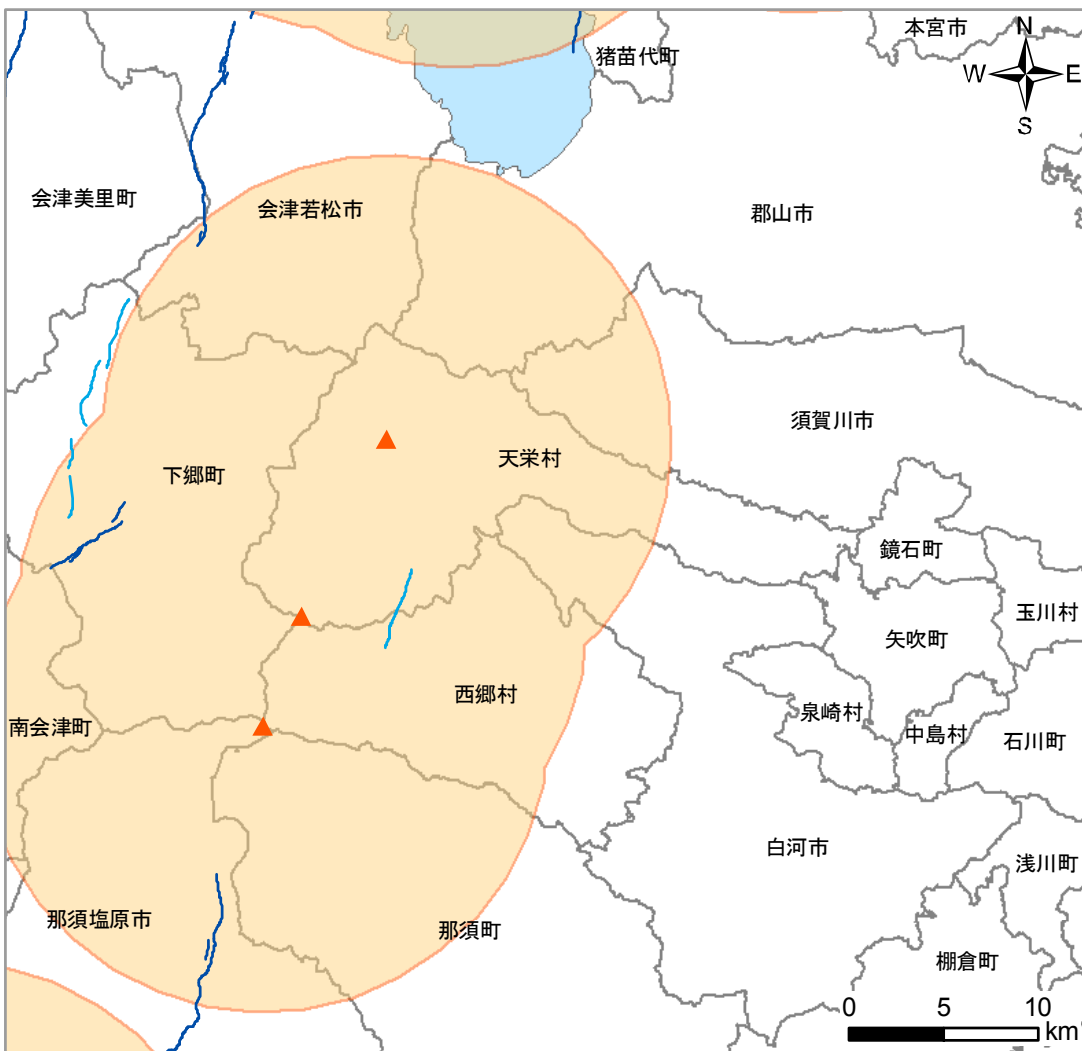 本宮市
N
猪苗代町
W
E
S
会津美里町
会津若松市
郡山市
須賀川市
天栄村
下郷町
鏡石町
玉川村
矢吹町
西郷村
泉崎村
南会津町
中島村
石川町
白河市
浅川町
那須塩原市
那須町
棚倉町
0 5 10
km